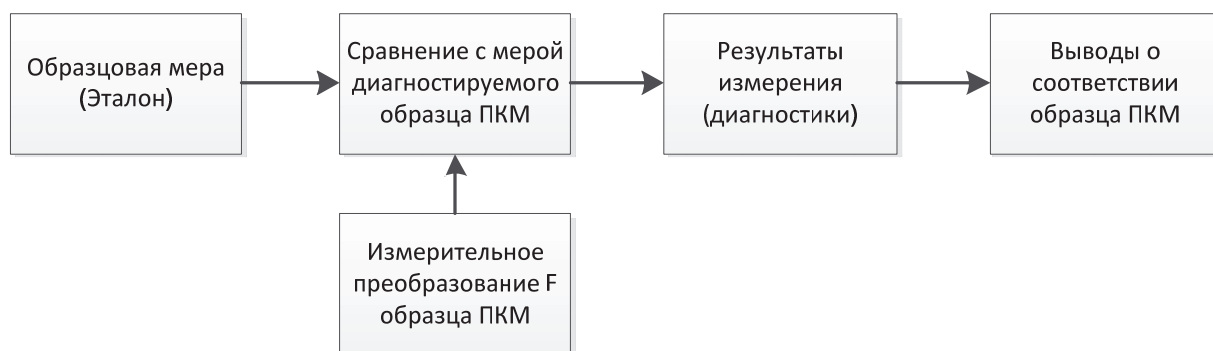 Образцовая мера
(Эталон)
Сравнение с мерой
диагностируемого
образца ПКМ
Результаты
измерения
(диагностики)
Выводы о
соответствии
образца ПКМ
Измерительное
преобразование F
образца ПКМ